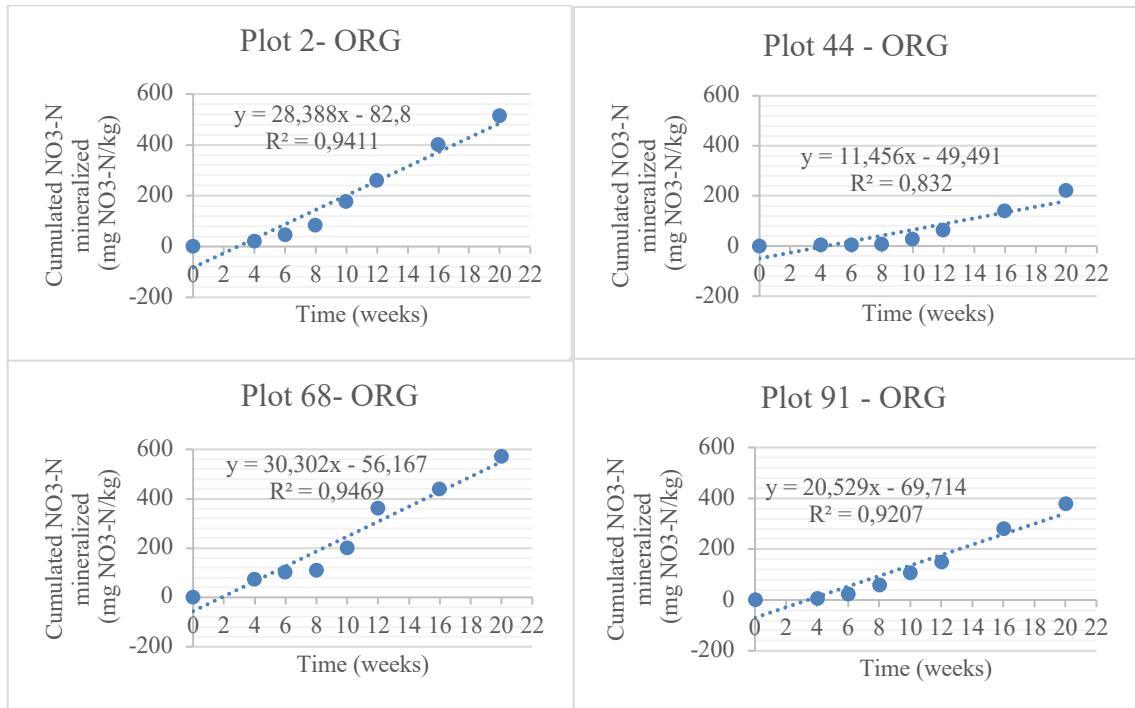 Plot 2- ORG
Cumulated NO3-N
mineralized
(mg NO3-N/kg)
600
400
200
0
-200
y = 28,388x - 82,8
R² = 0,9411
0 2 4 6 8 10 12 14 16 18 20 22
Time (weeks)
Plot 44 - ORG
Cumulated NO3-N
mineralized
(mg NO3-N/kg)
600
400
200
0
-200
y = 11,456x - 49,491
R² = 0,832
0 2 4 6 8 10 12 14 16 18 20 22
Time (weeks)
Plot 68- ORG
Cumulated NO3-N
mineralized
(mg NO3-N/kg)
600
400
200
0
-200
y = 30,302x - 56,167
R² = 0,9469
0 2 4 6 8 10 12 14 16 18 20 22
Time (weeks)
Plot 91 - ORG
Cumulated NO3-N
mineralized
(mg NO3-N/kg)
600
400
200
0
-200
y = 20,529x - 69,714
R² = 0,9207
0 2 4 6 8 10 12 14 16 18 20 22
Time (weeks)